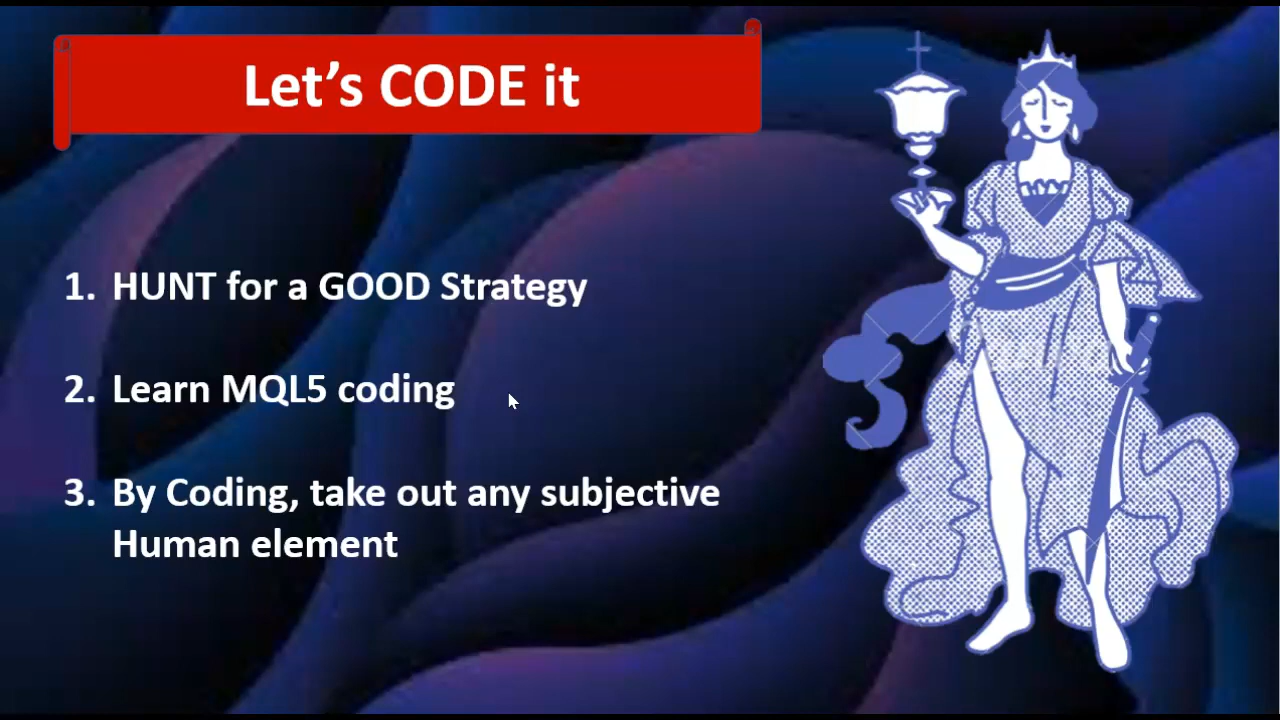 Let’s CODE it
1. HUNT for a GOOD Strategy
2. Learn MQL5 coding
3. By Coding, take out any subjective
Human element